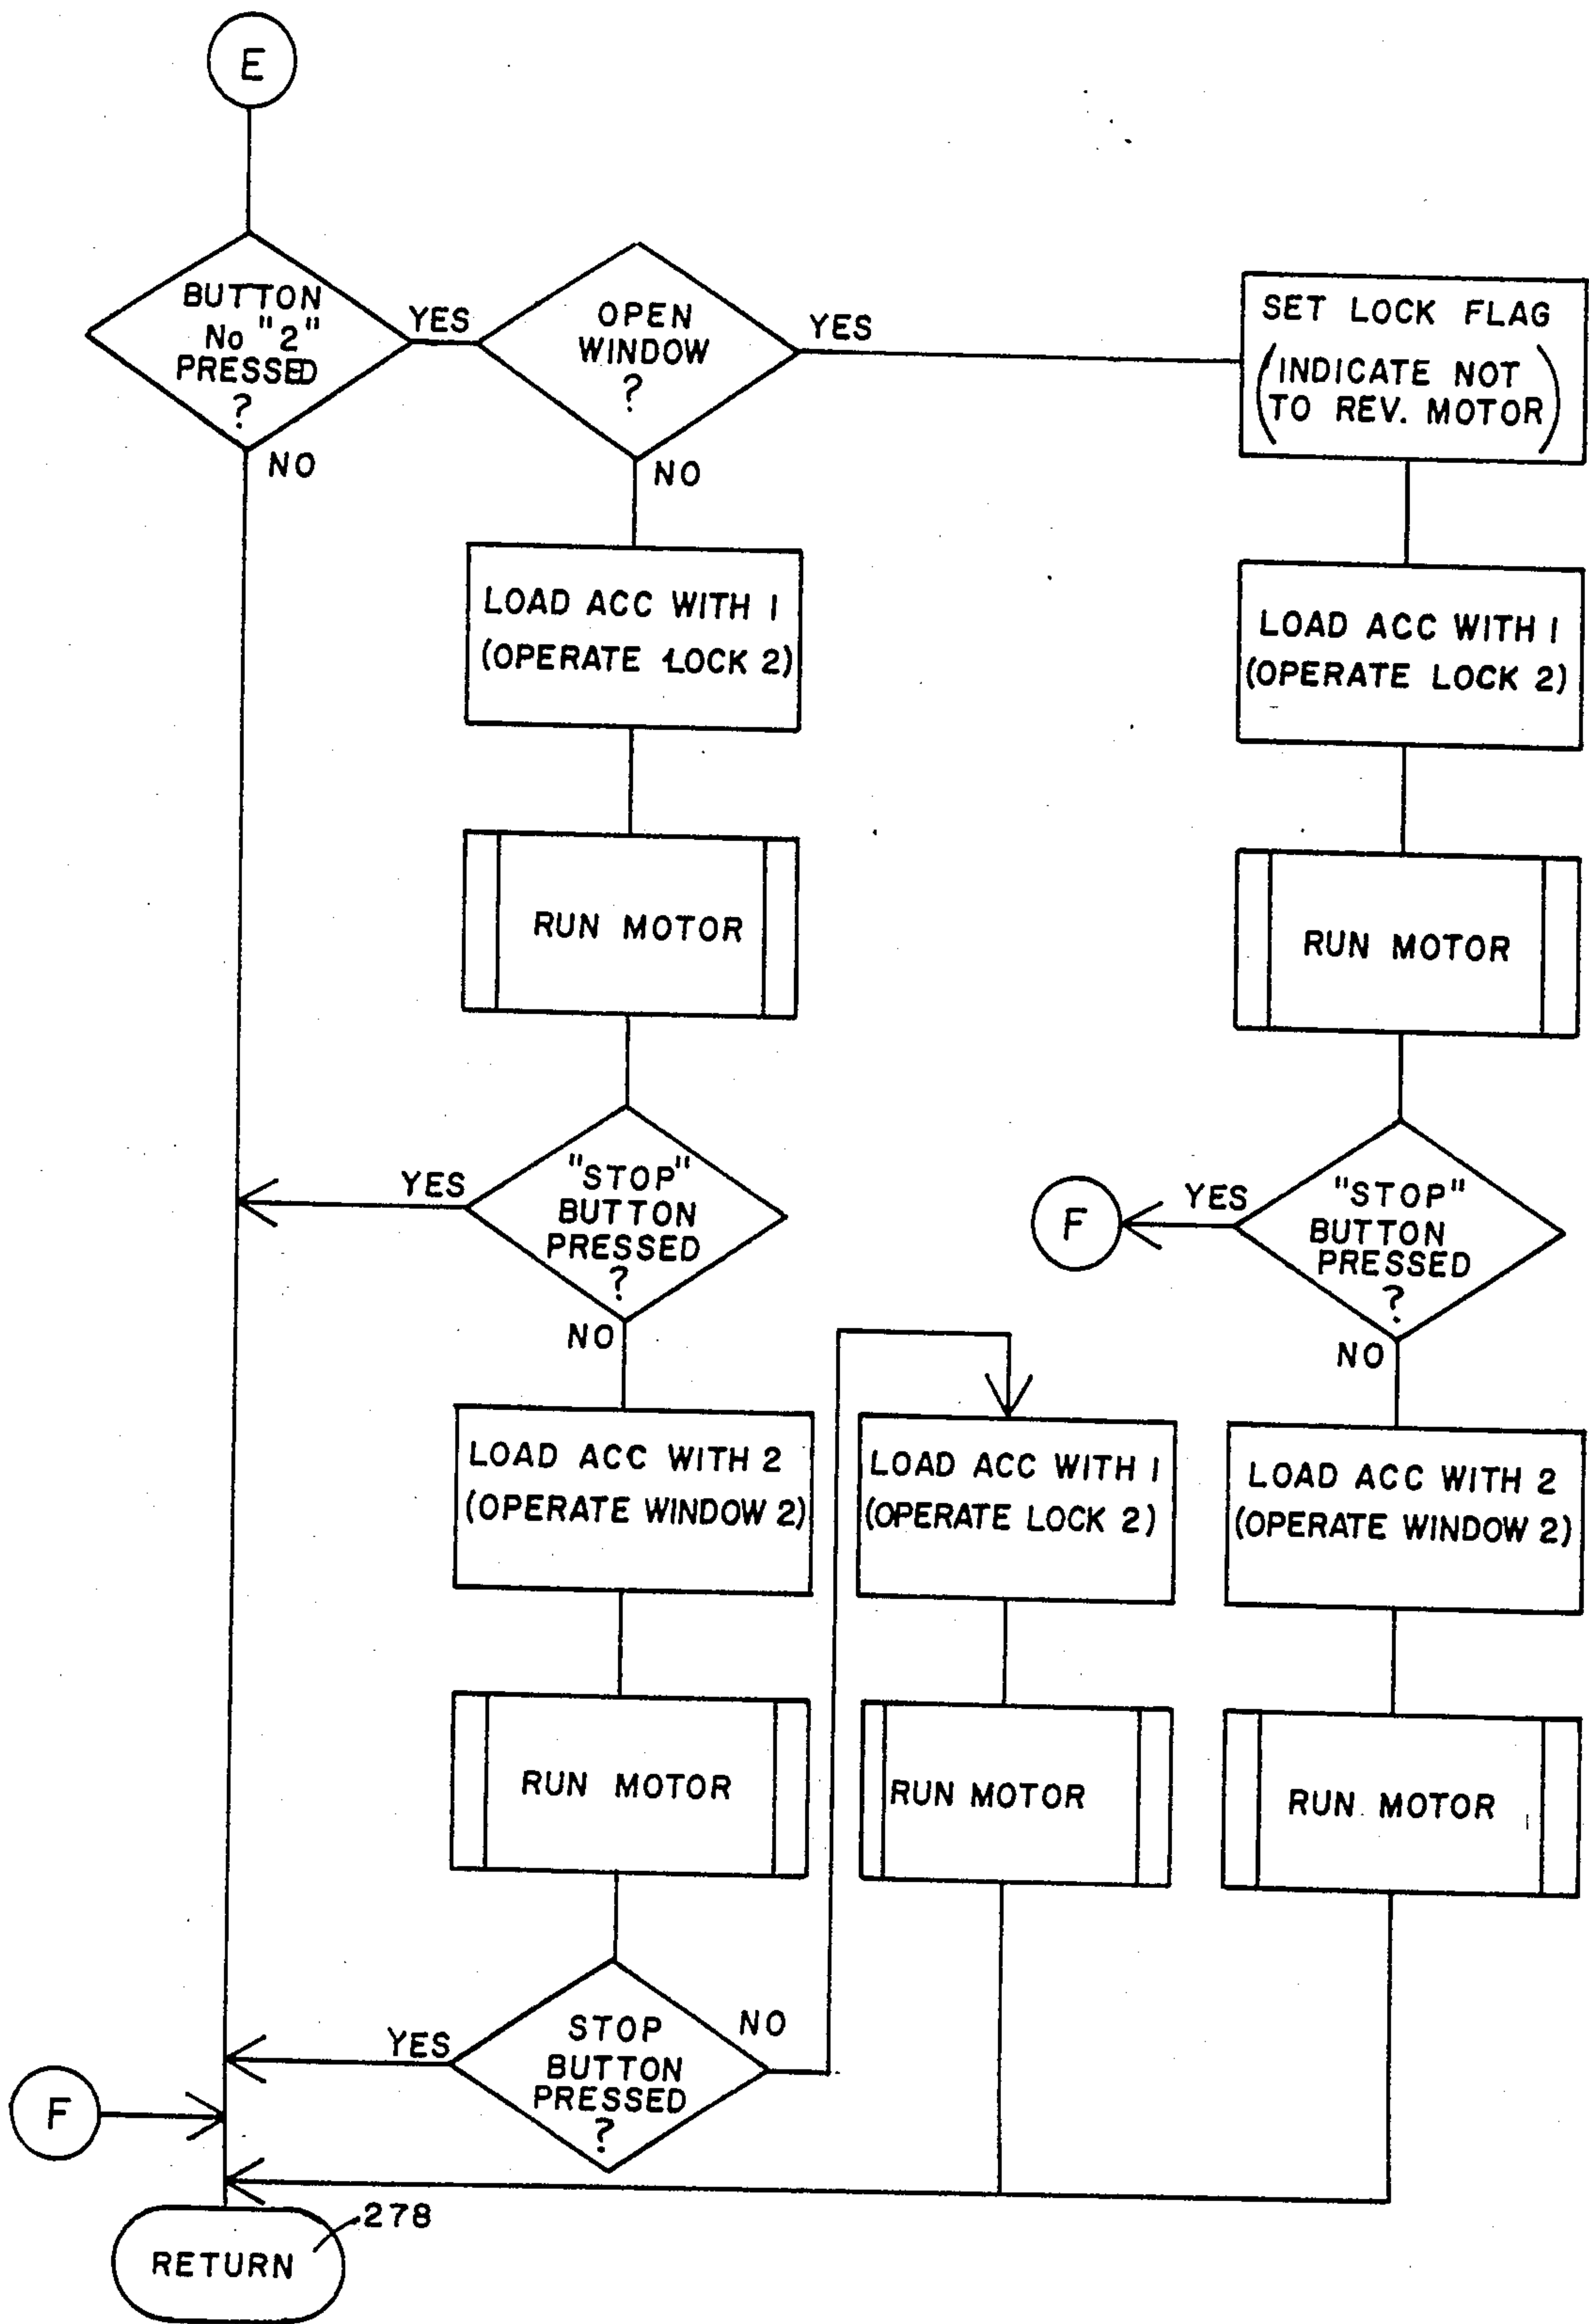 E
BUTTON
No "2"
PRESSED
?
YES
NO
OPEN
WINDOW
?
YES
NO
SET LOCK FLAG
(INDICATE NOT
TO REV. MOTOR)
LOAD ACC WITH 1
(OPERATE LOCK 2)
RUN MOTOR
"STOP"
BUTTON
PRESSED
?
YES
NO
LOAD ACC WITH 2
(OPERATE WINDOW 2)
RUN MOTOR
STOP
BUTTON
PRESSED
?
YES
NO
LOAD ACC WITH 1
(OPERATE LOCK 2)
RUN MOTOR
LOAD ACC WITH 1
(OPERATE LOCK 2)
RUN MOTOR
"STOP"
BUTTON
PRESSED
?
YES
F
NO
LOAD ACC WITH 2
(OPERATE WINDOW 2)
RUN MOTOR
F
278
RETURN